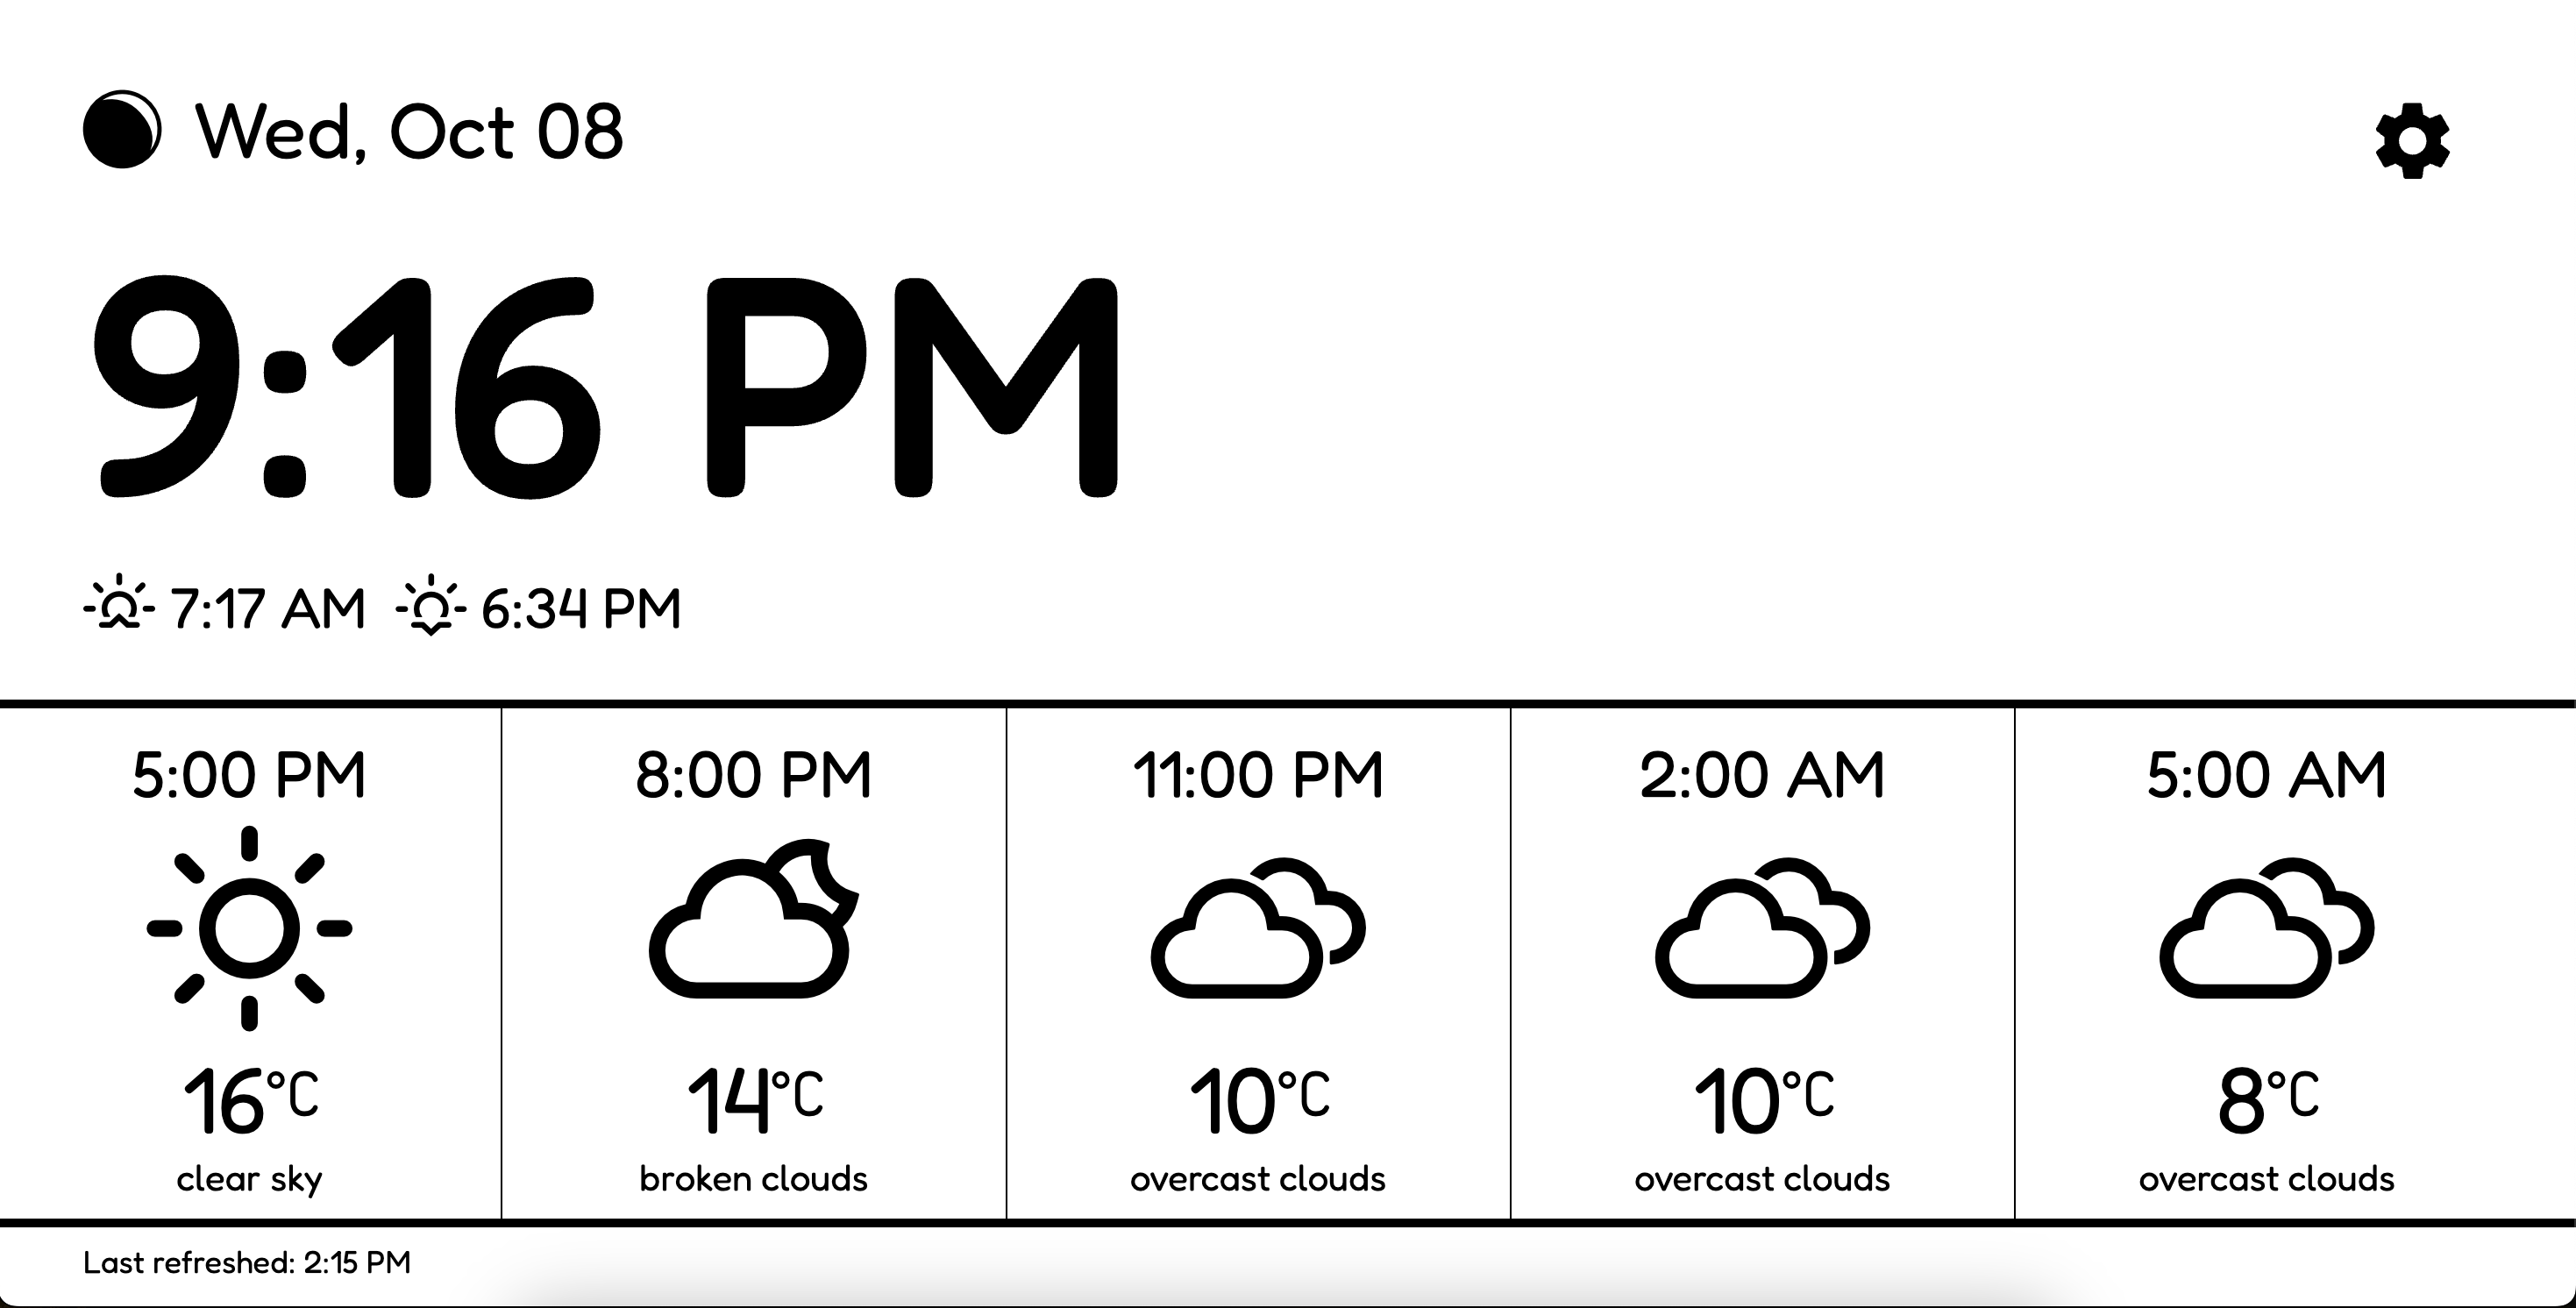 Wed, Oct 08
9:16 PM
7:17 AM 6:34 PM
5:00 PM 8:00 PM 11:00 PM 2:00 AM 5:00 AM
16°C 14°C 10°C 10°C 8°C
clear sky broken clouds overcast clouds overcast clouds overcast clouds
Last refreshed: 2:15 PM